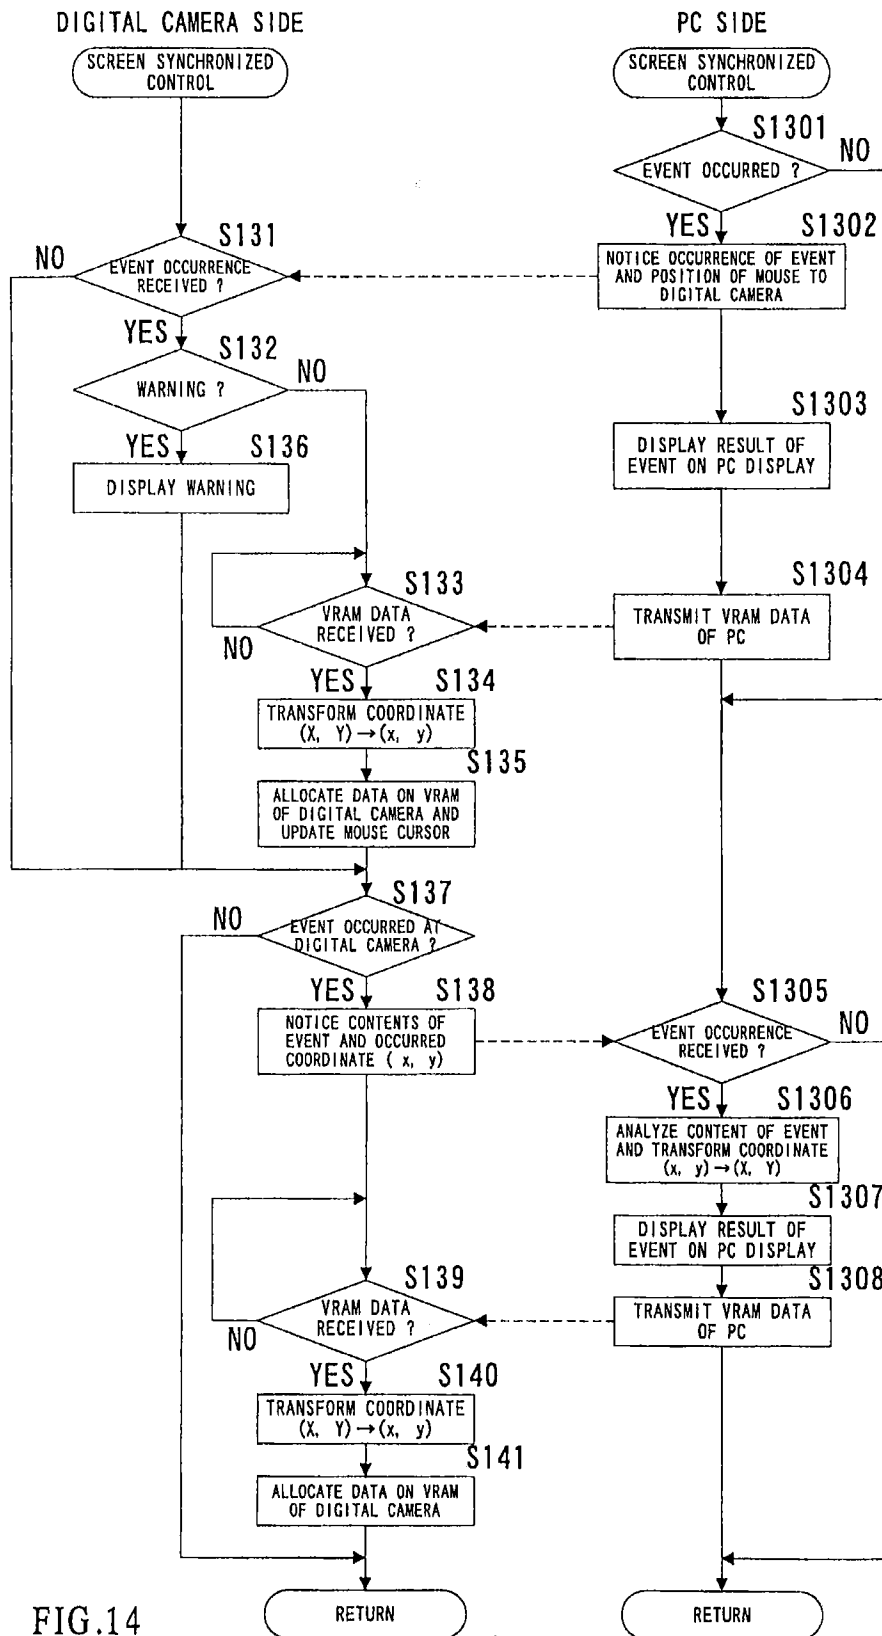 DIGITAL CAMERA SIDE
SCREEN SYNCHRONIZED
CONTROL
S131
EVENT OCCURRENCE
RECEIVED ?
NO
YES
S132
WARNING ?
NO
YES
S136
DISPLAY WARNING
S133
VRAM DATA
RECEIVED ?
NO
YES
S134
TRANSFORM COORDINATE
(X, Y)→(x, y)
S135
ALLOCATE DATA ON VRAM
OF DIGITAL CAMERA AND
UPDATE MOUSE CURSOR
S137
EVENT OCCURRED AT
DIGITAL CAMERA ?
NO
YES
S138
NOTICE CONTENTS OF
EVENT AND OCCURRED
COORDINATE ( x, y)
S139
VRAM DATA
RECEIVED ?
NO
YES
S140
TRANSFORM COORDINATE
(X, Y)→(x, y)
S141
ALLOCATE DATA ON VRAM
OF DIGITAL CAMERA
RETURN
PC SIDE
SCREEN SYNCHRONIZED
CONTROL
S1301
EVENT OCCURRED ?
NO
YES
S1302
NOTICE OCCURRENCE OF EVENT
AND POSITION OF MOUSE TO
DIGITAL CAMERA
S1303
DISPLAY RESULT OF
EVENT ON PC DISPLAY
S1304
TRANSMIT VRAM DATA
OF PC
S1305
EVENT OCCURRENCE
RECEIVED ?
NO
YES
S1306
ANALYZE CONTENT OF EVENT
AND TRANSFORM COORDINATE
(x, y)→(X, Y)
S1307
DISPLAY RESULT OF
EVENT ON PC DISPLAY
S1308
TRANSMIT VRAM DATA
OF PC
RETURN
FIG.14